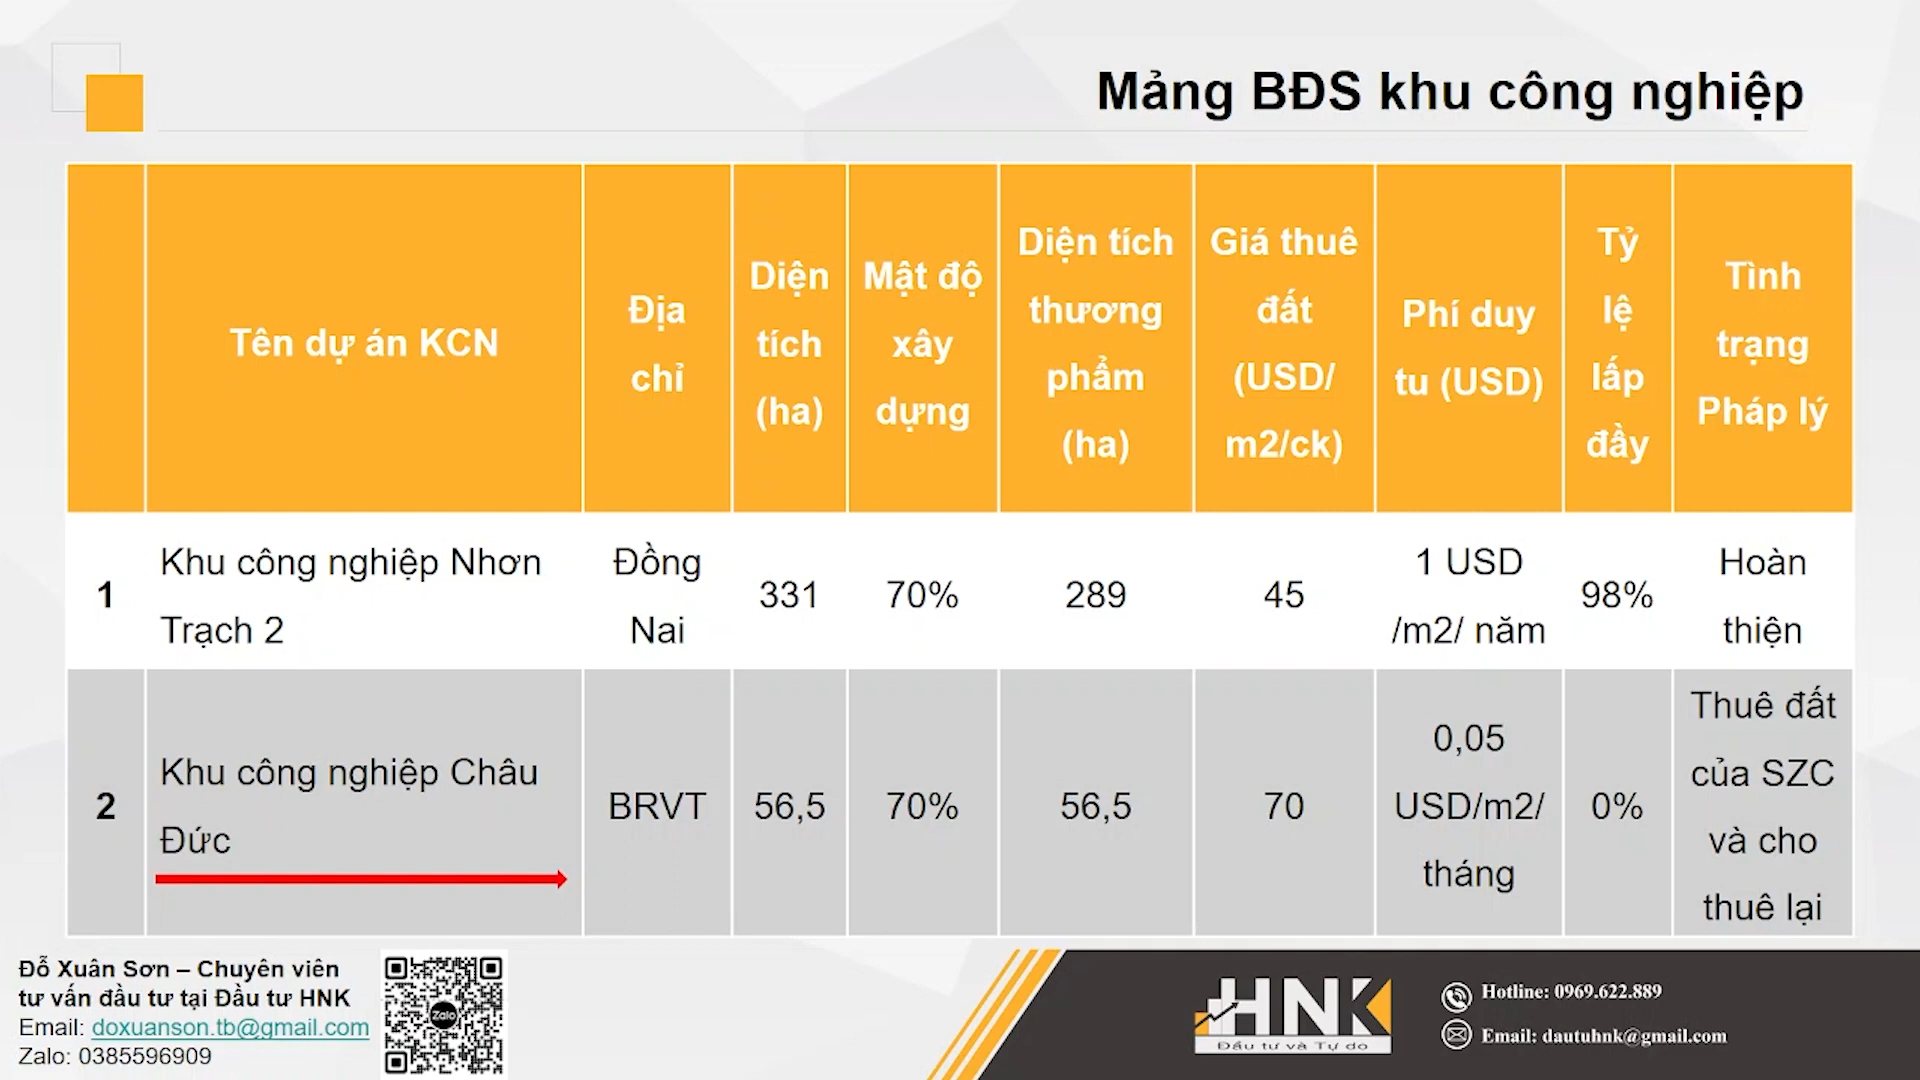 Mảng BĐS khu công nghiệp
Tên dự án KCN
Địa
chỉ
Diện
tích
(ha)
Mật độ
xây
dựng
Diện tích
thương
phẩm
(ha)
Giá thuê
đất
(USD/
m2/ck)
Phí duy
tu (USD)
Tỷ
lệ
lấp
đầy
Tình
trạng
Pháp lý
1
Khu công nghiệp Nhơn
Trạch 2
Đồng
Nai
331
70%
289
45
1 USD
/m2/ năm
98%
Hoàn
thiện
2
Khu công nghiệp Châu
Đức
BRVT
56,5
70%
56,5
70
0,05
USD/m2/
tháng
0%
Thuê đất
của SZC
và cho
thuê lại
Đỗ Xuân Sơn – Chuyên viên
tư vấn đầu tư tại Đầu tư HNK
Email: doxuanson.tb@gmail.com
Zalo: 0385596909
Zalo
HNK
Đầu tư và Tự do
Hotline: 0969.622.889
Email: dautuhnk@gmail.com